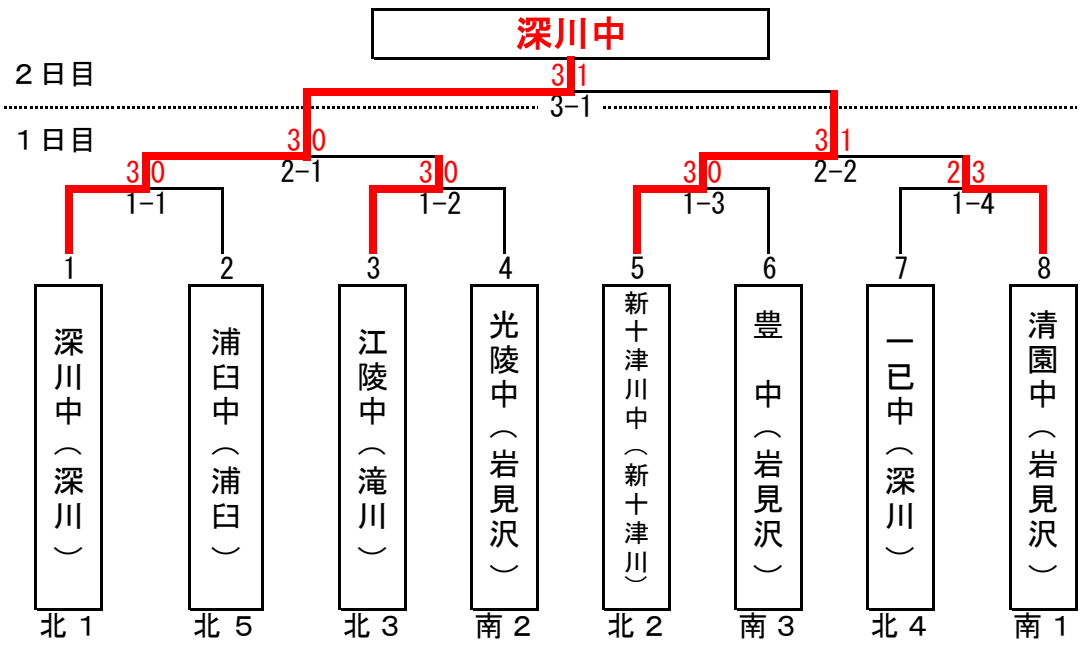 深川中
2日目
3 1
3-1
1日目
3 0
3 1
2-1
2-2
3 0
3 0
3 0
2 3
1-1
1-2
1-3
1-4
1
2
3
4
5
6
7
8
深川中（深川）
浦臼中（浦臼）
江陵中（滝川）
光陵中（岩見沢）
新十津川中（新十津川）
豊　中（岩見沢）
一已中（深川）
清園中（岩見沢）
北1
北5
北3
南2
北2
南3
北4
南1